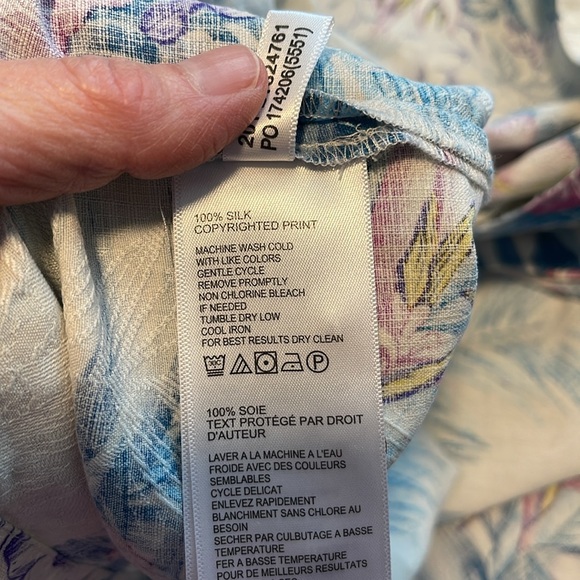 PO 174206(5551)
100% SILK
COPYRIGHTED PRINT
MACHINE WASH COLD
WITH LIKE COLORS
GENTLE CYCLE
REMOVE PROMPTLY
NON CHLORINE BLEACH
IF NEEDED
TUMBLE DRY LOW
COOL IRON
FOR BEST RESULTS DRY CLEAN
100% SOIE
TEXT PROTÉGÉ PAR DROIT
D'AUTEUR
LAVER A LA MACHINE A L'EAU
FROIDE AVEC DES COULEURS
SEMBLABLES
CYCLE DELICAT
ENLEVEZ RAPIDEMENT
BLANCHIMENT SANS CHLORE AU
BESOIN
SECHER PAR CULBUTAGE A BASSE
TEMPERATURE
FER A BASSE TEMPERATURE
POUR DE MEILLEURS RESULTATS